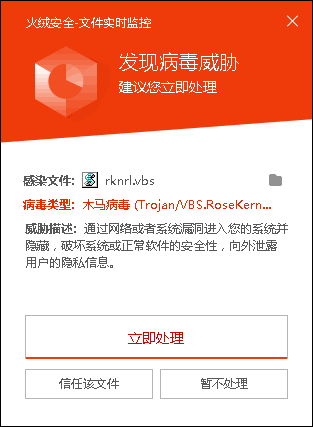 火绒安全-文件实时监控
发现病毒威胁
建议您立即处理
感染文件: rknrl.vbs
病毒类型: 木马病毒 (Trojan/VBS.RoseKern...
威胁描述: 通过网络或者系统漏洞进入您的系统并
隐藏，破坏系统或正常软件的安全性，向外泄露
用户的隐私信息。
立即处理
信任该文件
暂不处理